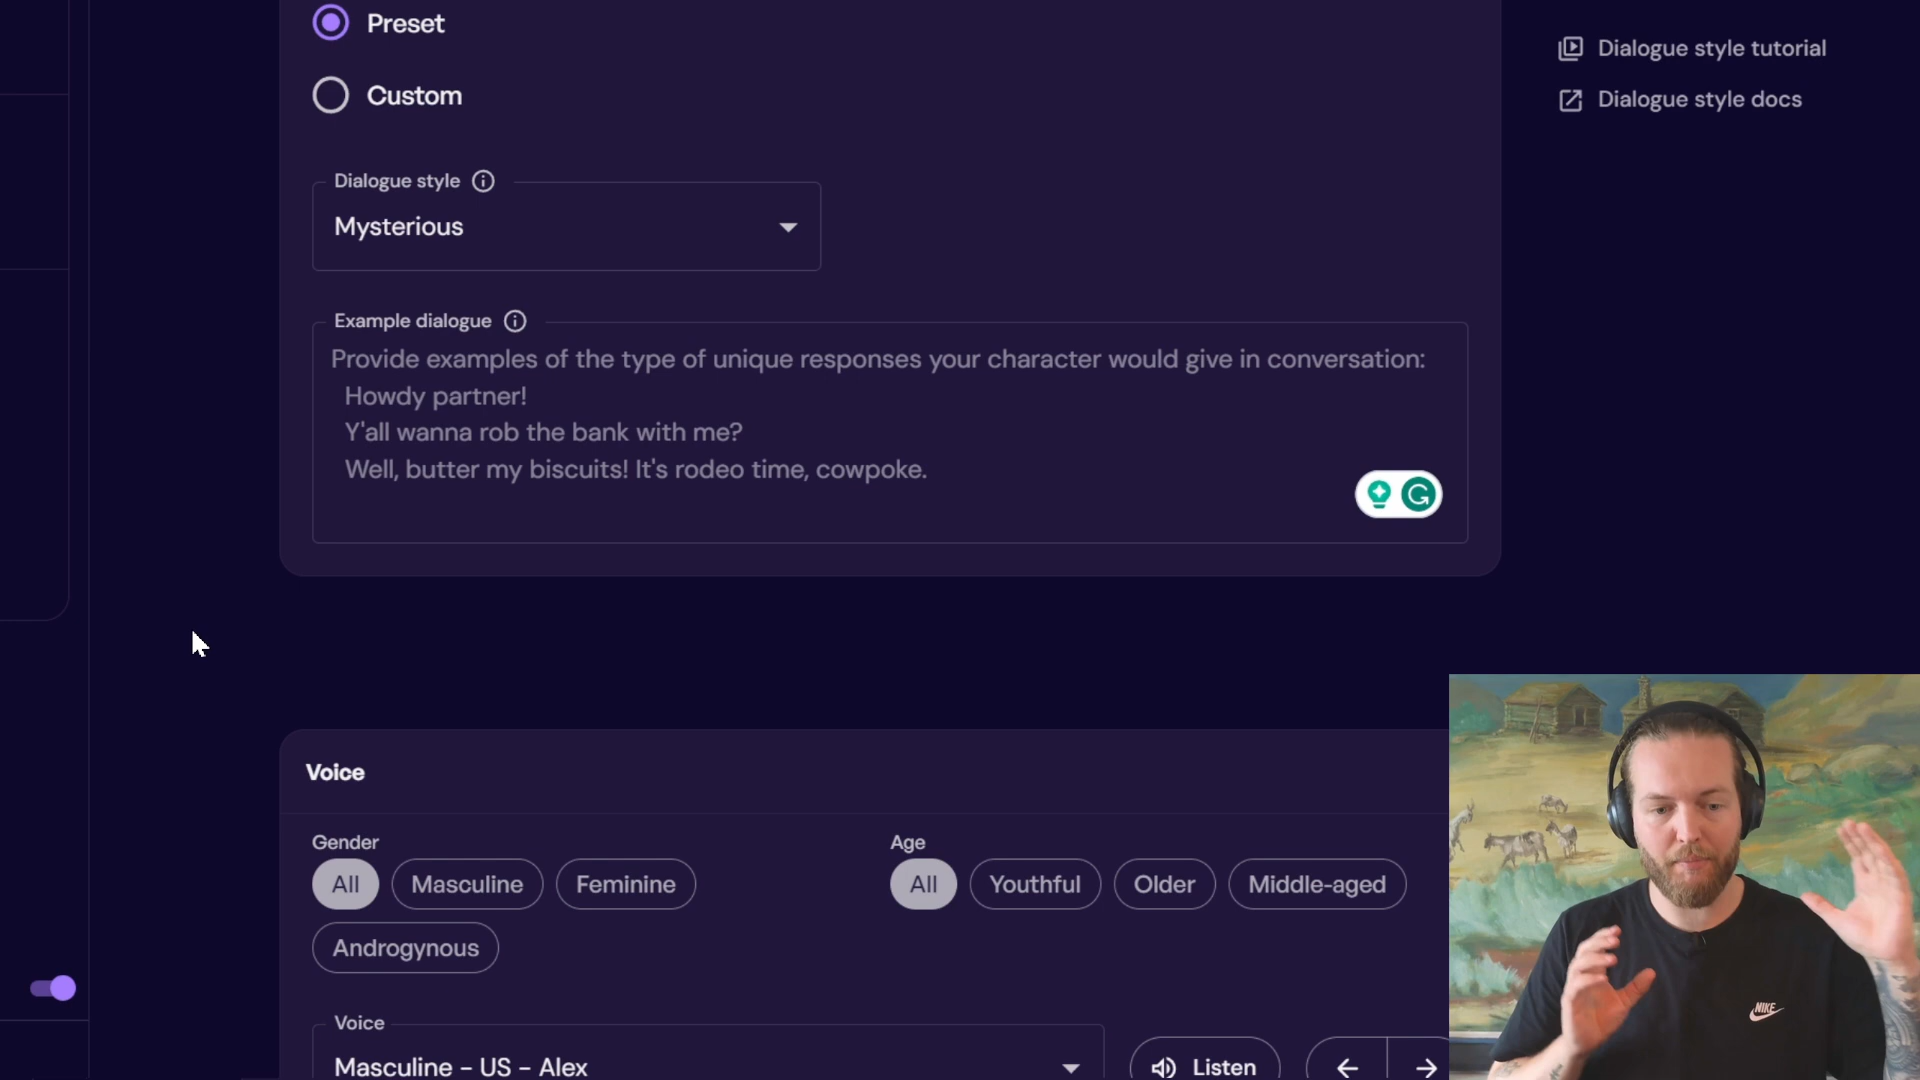 Preset
Dialogue style tutorial
Custom
Dialogue style docs
Dialogue style
Mysterious
Example dialogue
Provide examples of the type of unique responses your character would give in conversation:
Howdy partner!
Y'all wanna rob the bank with me?
Well, butter my biscuits! It's rodeo time, cowpoke.
Voice
Gender
All Masculine Feminine
Androgynous
Age
All Youthful Older Middle-aged
Voice
Masculine - US - Alex
Listen
NIKE